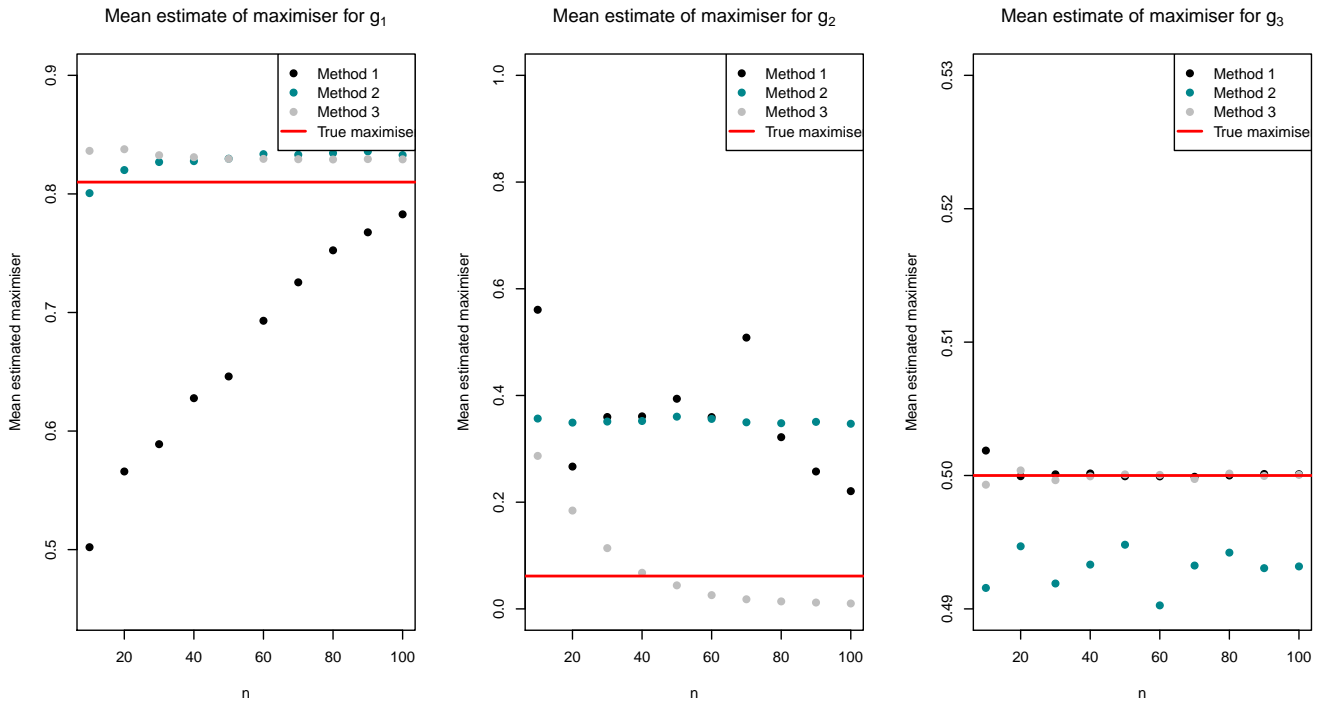 Mean estimate of maximiser for g1
Mean estimated maximiser
0.9
0.8
0.7
0.6
0.5
Method 1
Method 2
Method 3
True maximise
20
40
60
80
100
n
Mean estimate of maximiser for g2
Mean estimated maximiser
1.0
0.8
0.6
0.4
0.2
0.0
Method 1
Method 2
Method 3
True maximise
20
40
60
80
100
n
Mean estimate of maximiser for g3
Mean estimated maximiser
0.53
0.52
0.51
0.50
0.49
Method 1
Method 2
Method 3
True maximise
20
40
60
80
100
n